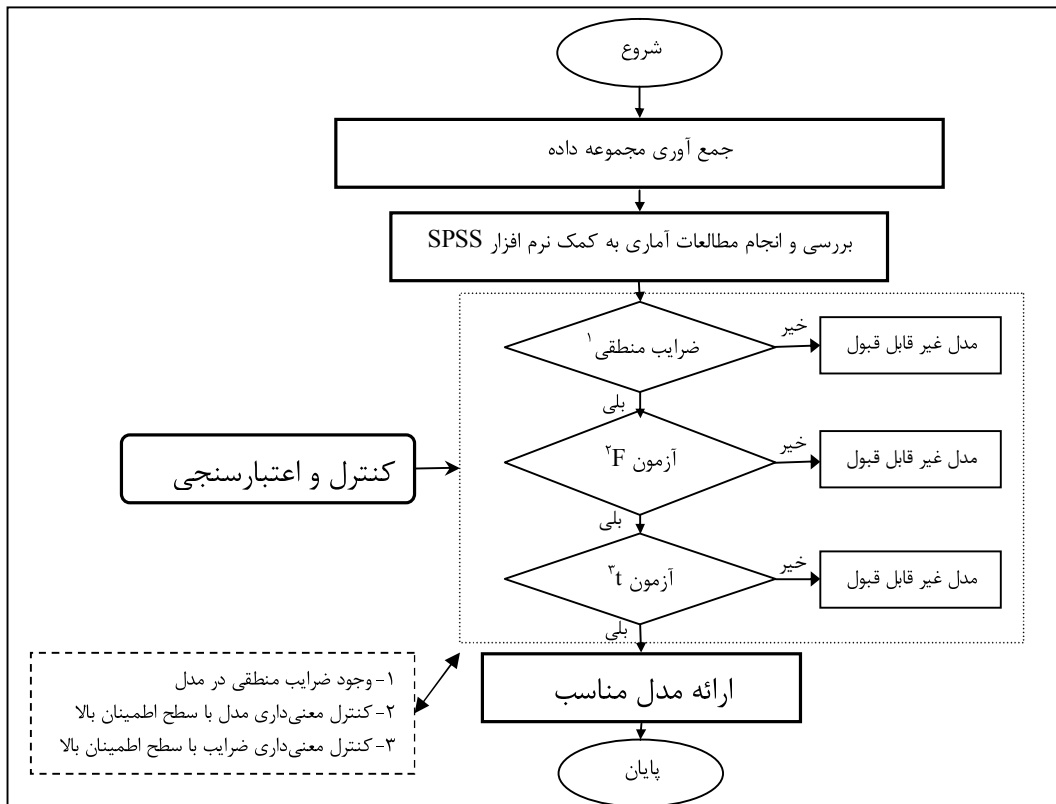 شروع
جمع آوری مجموعه داده
بررسی و انجام مطالعات آماری به کمک نرم افزار SPSS
ضرایب منطقی۱
خیر
مدل غیر قابل قبول
بلی
آزمون F۲
خیر
مدل غیر قابل قبول
کنترل و اعتبارسنجی
بلی
آزمون t۳
خیر
مدل غیر قابل قبول
بلی
ارائه مدل مناسب
۱- وجود ضرایب منطقی در مدل
۲- کنترل معنی‌داری مدل با سطح اطمینان بالا
۳- کنترل معنی‌داری ضرایب با سطح اطمینان بالا
پایان